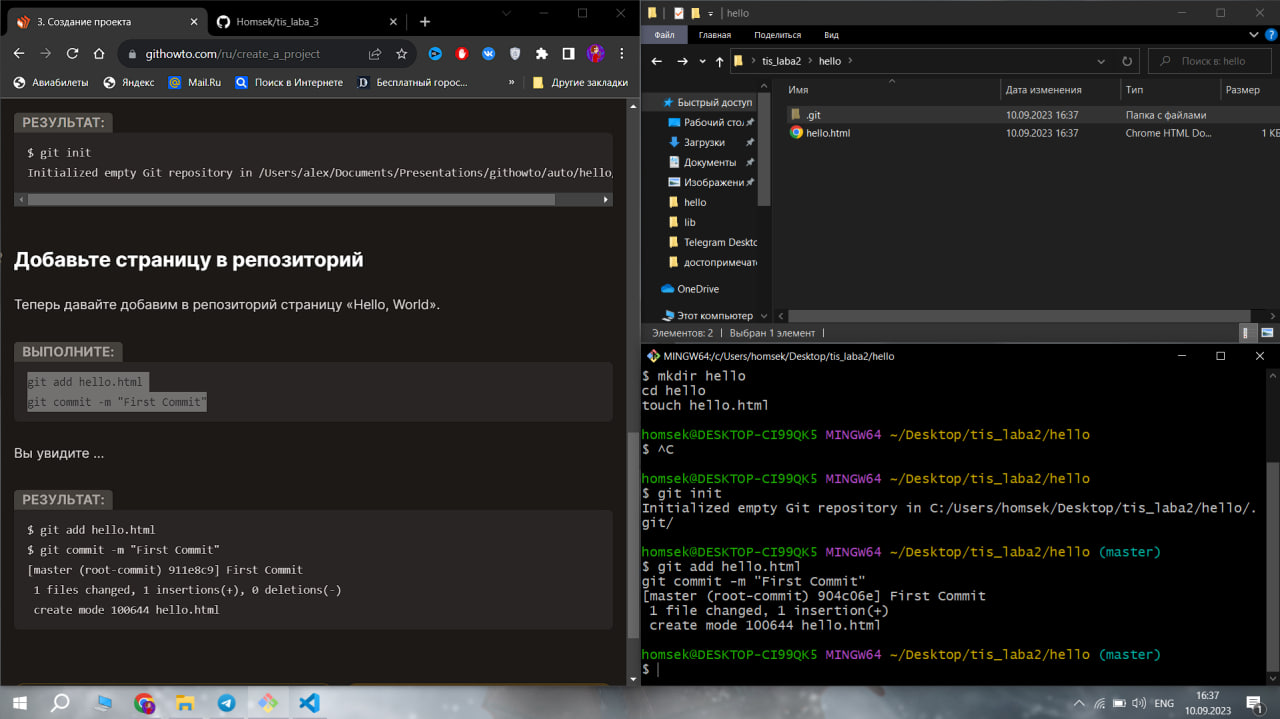 3. Создание проекта
Homsek/tis_laba_3
githowto.com/ru/create_a_project
Авиабилеты
Яндекс
Mail.Ru
Поиск в Интернете
Бесплатный горос...
»
Другие закладки
РЕЗУЛЬТАТ:
$ git init
Initialized empty Git repository in /Users/alex/Documents/Presentations/githowto/auto/hello
Добавьте страницу в репозиторий
Теперь давайте добавим в репозиторий страницу «Hello, World».
ВЫПОЛНИТЕ:
git add hello.html
git commit -m "First Commit"
Вы увидите ...
РЕЗУЛЬТАТ:
$ git add hello.html
$ git commit -m "First Commit"
[master (root-commit) 911e8c9] First Commit
1 files changed, 1 insertions(+), 0 deletions(-)
create mode 100644 hello.html
hello
Файл
Главная
Поделиться
Вид
tis_laba2 > hello >
Поиск в: hello
Имя
Дата изменения
Тип
Размер
.git
10.09.2023 16:37
Папка с файлами
hello.html
10.09.2023 16:37
Chrome HTML Do...
1 КБ
Быстрый доступ
Рабочий стол
Загрузки
Документы
Изображени
hello
lib
Telegram Deskto
достопримечат
OneDrive
Этот компьютер
Элементов: 2
Выбран 1 элемент
MINGW64:/c/Users/homsek/Desktop/tis_laba2/hello
$ mkdir hello
cd hello
touch hello.html
homsek@DESKTOP-CI99QK5 MINGW64 ~/Desktop/tis_laba2/hello
$ ^C
homsek@DESKTOP-CI99QK5 MINGW64 ~/Desktop/tis_laba2/hello
$ git init
Initialized empty Git repository in C:/Users/homsek/Desktop/tis_laba2/hello/.
git/
homsek@DESKTOP-CI99QK5 MINGW64 ~/Desktop/tis_laba2/hello (master)
$ git add hello.html
git commit -m "First Commit"
[master (root-commit) 904c06e] First Commit
1 file changed, 1 insertion(+)
create mode 100644 hello.html
homsek@DESKTOP-CI99QK5 MINGW64 ~/Desktop/tis_laba2/hello (master)
$
ENG
16:37
10.09.2023
1